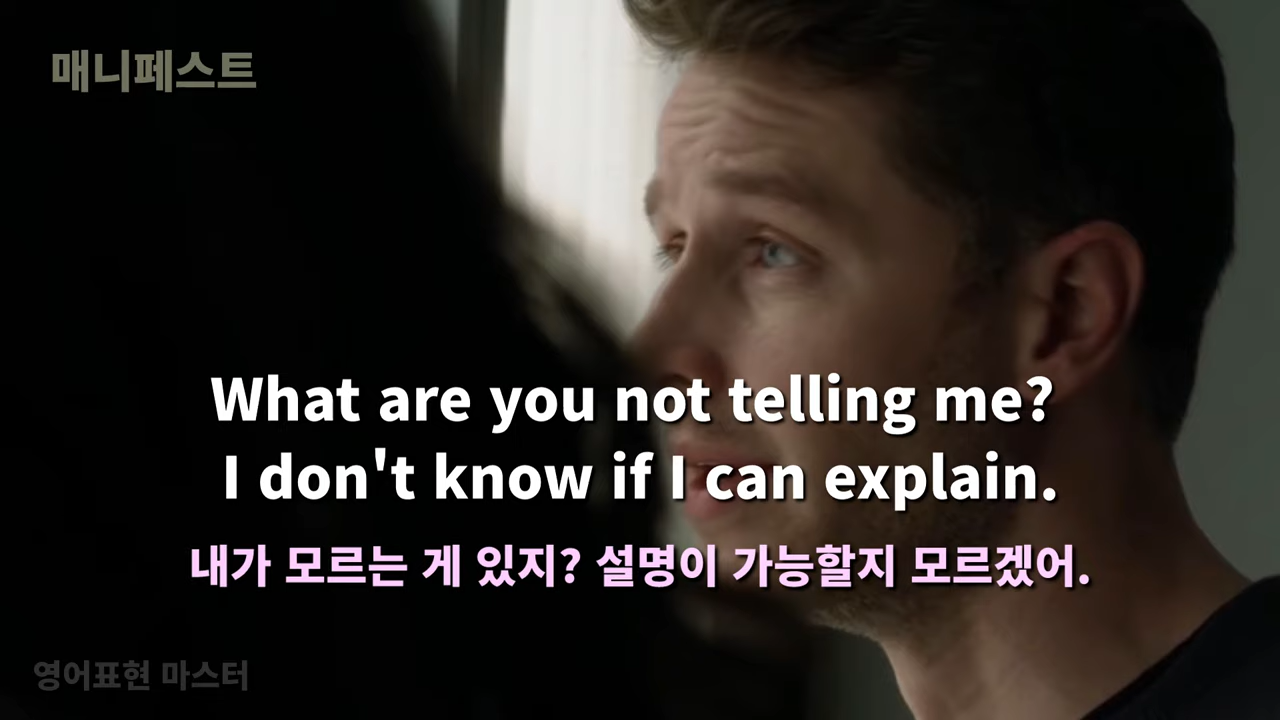 매니페스트
What are you not telling me?
I don't know if I can explain.
내가 모르는 게 있지? 설명이 가능할지 모르겠어.
영어표현 마스터